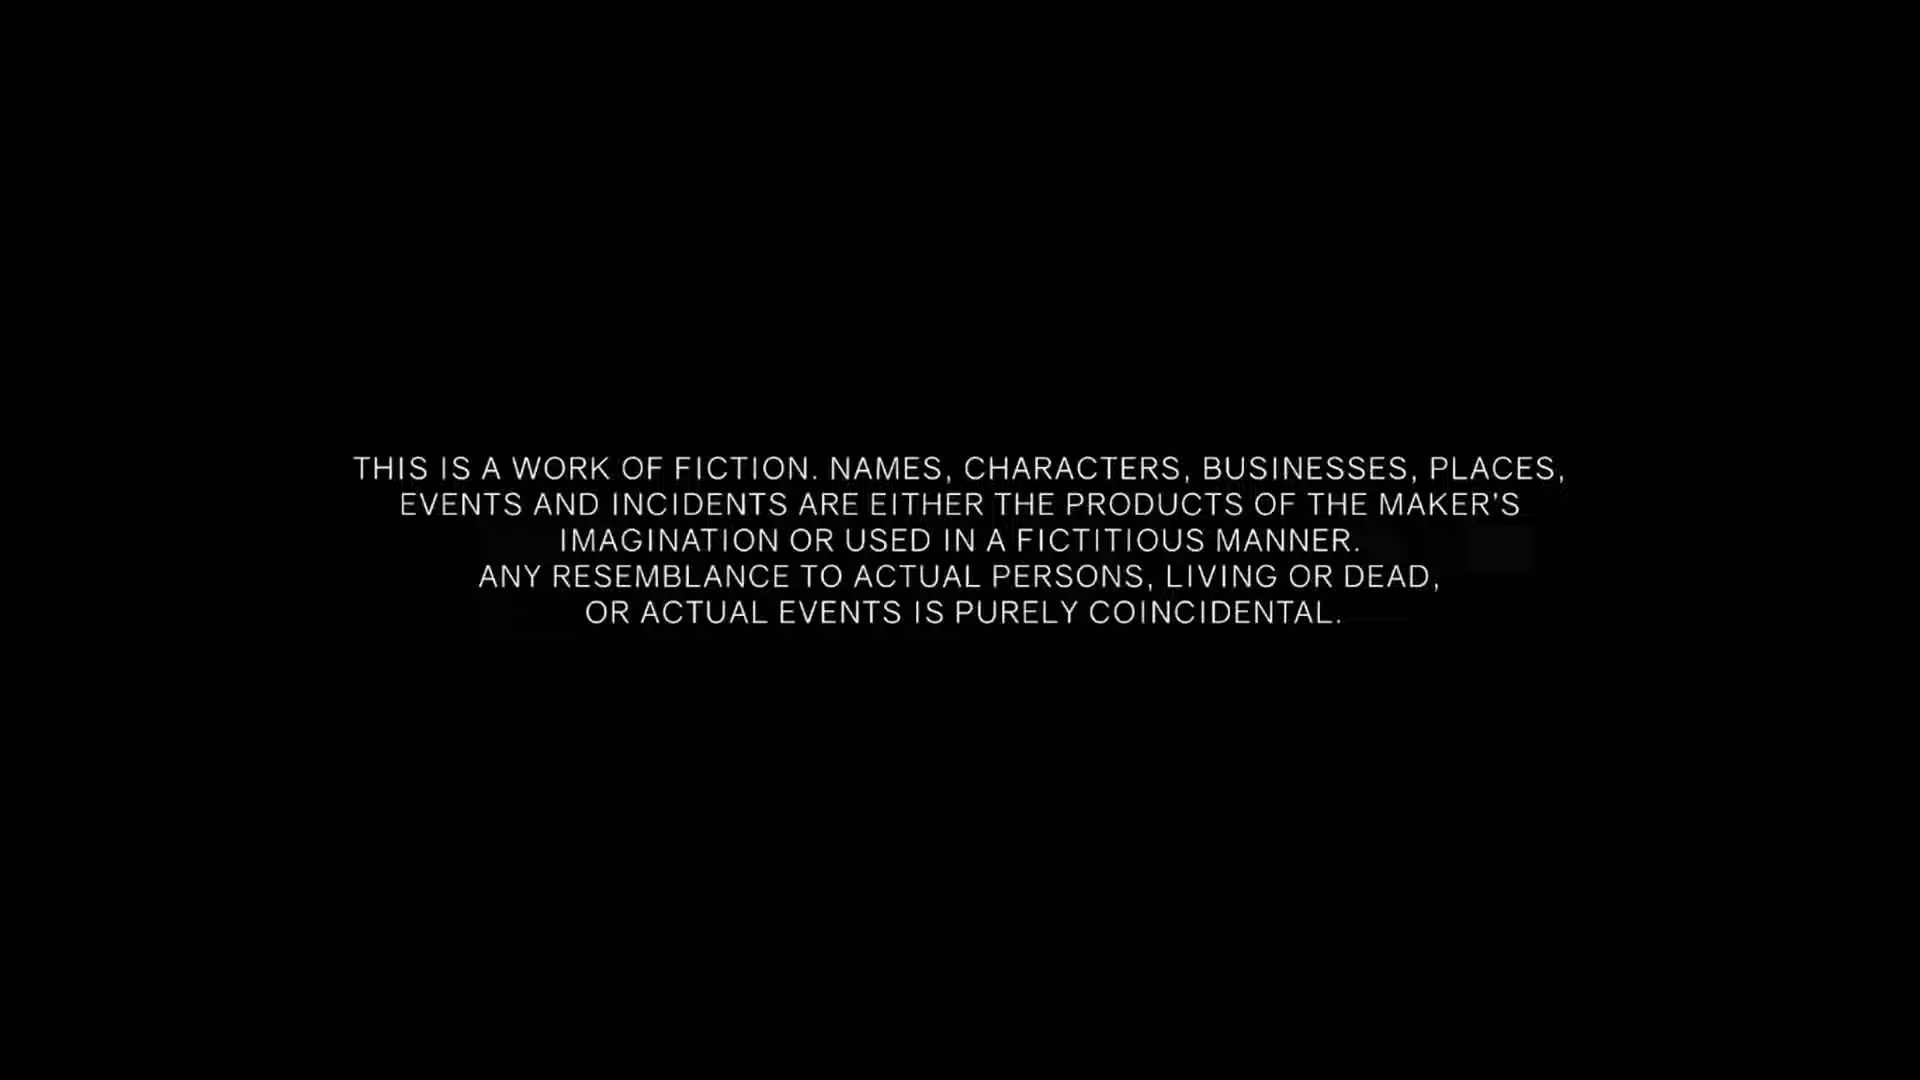 THIS IS A WORK OF FICTION. NAMES, CHARACTERS, BUSINESSES, PLACES,
EVENTS AND INCIDENTS ARE EITHER THE PRODUCTS OF THE MAKER'S
IMAGINATION OR USED IN A FICTITIOUS MANNER.
ANY RESEMBLANCE TO ACTUAL PERSONS, LIVING OR DEAD,
OR ACTUAL EVENTS IS PURELY COINCIDENTAL.